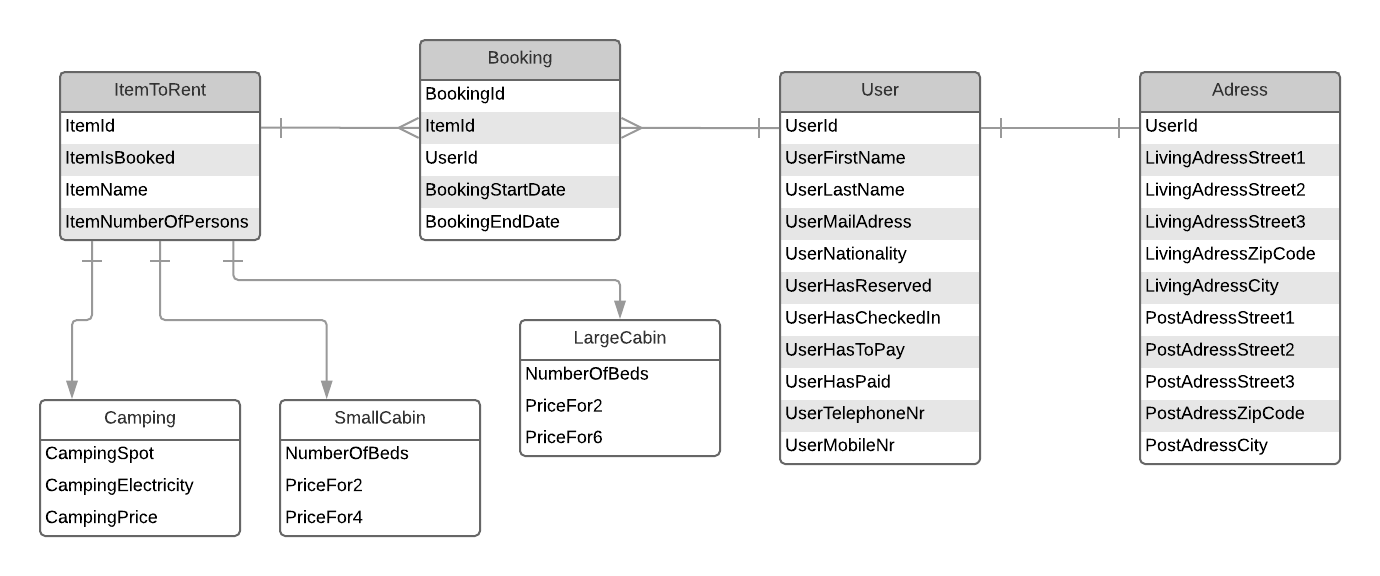 ItemToRent
ItemId
ItemIsBooked
ItemName
ItemNumberOfPersons
Booking
BookingId
ItemId
UserId
BookingStartDate
BookingEndDate
User
UserId
UserFirstName
UserLastName
UserMailAdress
UserNationality
UserHasReserved
UserHasCheckedIn
UserHasToPay
UserHasPaid
UserTelephoneNr
UserMobileNr
Adress
UserId
LivingAdressStreet1
LivingAdressStreet2
LivingAdressStreet3
LivingAdressZipCode
LivingAdressCity
PostAdressStreet1
PostAdressStreet2
PostAdressStreet3
PostAdressZipCode
PostAdressCity
Camping
CampingSpot
CampingElectricity
CampingPrice
SmallCabin
NumberOfBeds
PriceFor2
PriceFor4
LargeCabin
NumberOfBeds
PriceFor2
PriceFor6